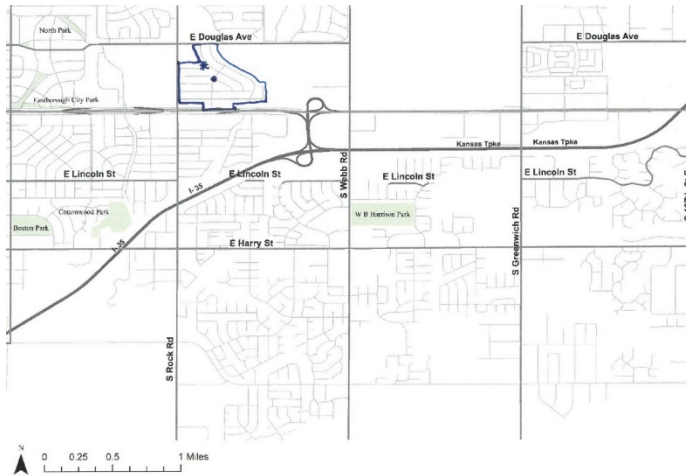 North Park
E Douglas Ave
E Douglas Ave
Eastborough City Park
Kansas Tpke
Kansas Tpke
E Lincoln St
E Lincoln St
E Lincoln St
E Lincoln St
I- 35
S Webb Rd
Cottonwood Park
Boston Park
W B Harrison Park
I-35
E Harry St
S Greenwich Rd
S Rock Rd
N
0 0.25 0.5 1 Miles